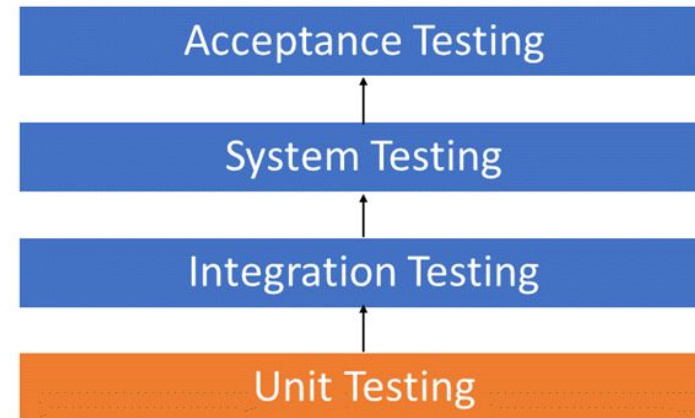 Acceptance Testing
System Testing
Integration Testing
Unit Testing